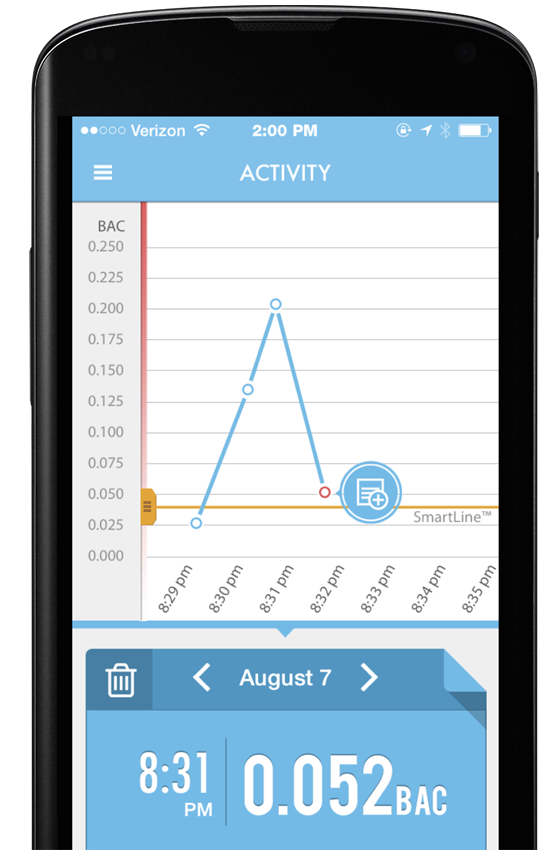 Verizon 2:00 PM
ACTIVITY
BAC
0.250
0.225
0.200
0.175
0.150
0.125
0.100
0.075
0.050
0.025
0.000
SmartLine™
8:29 pm
8:30 pm
8:31 pm
8:32 pm
8:33 pm
8:34 pm
8:35 pm
August 7
8:31
PM
0.052 BAC